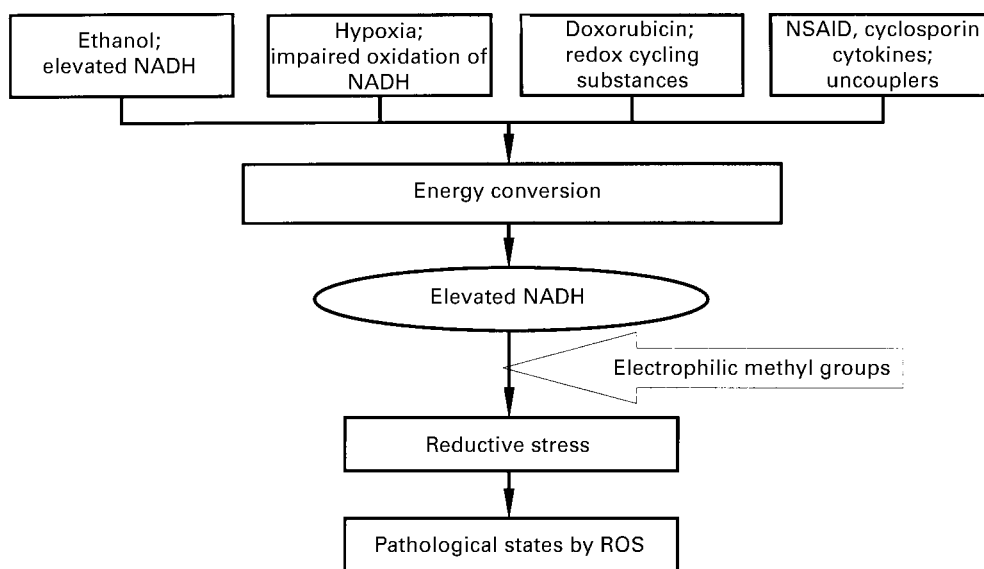 Ethanol;
elevated NADH
Hypoxia;
impaired oxidation of
NADH
Doxorubicin;
redox cycling
substances
NSAID, cyclosporin
cytokines;
uncouplers
Energy conversion
Elevated NADH
Electrophilic methyl groups
Reductive stress
Pathological states by ROS